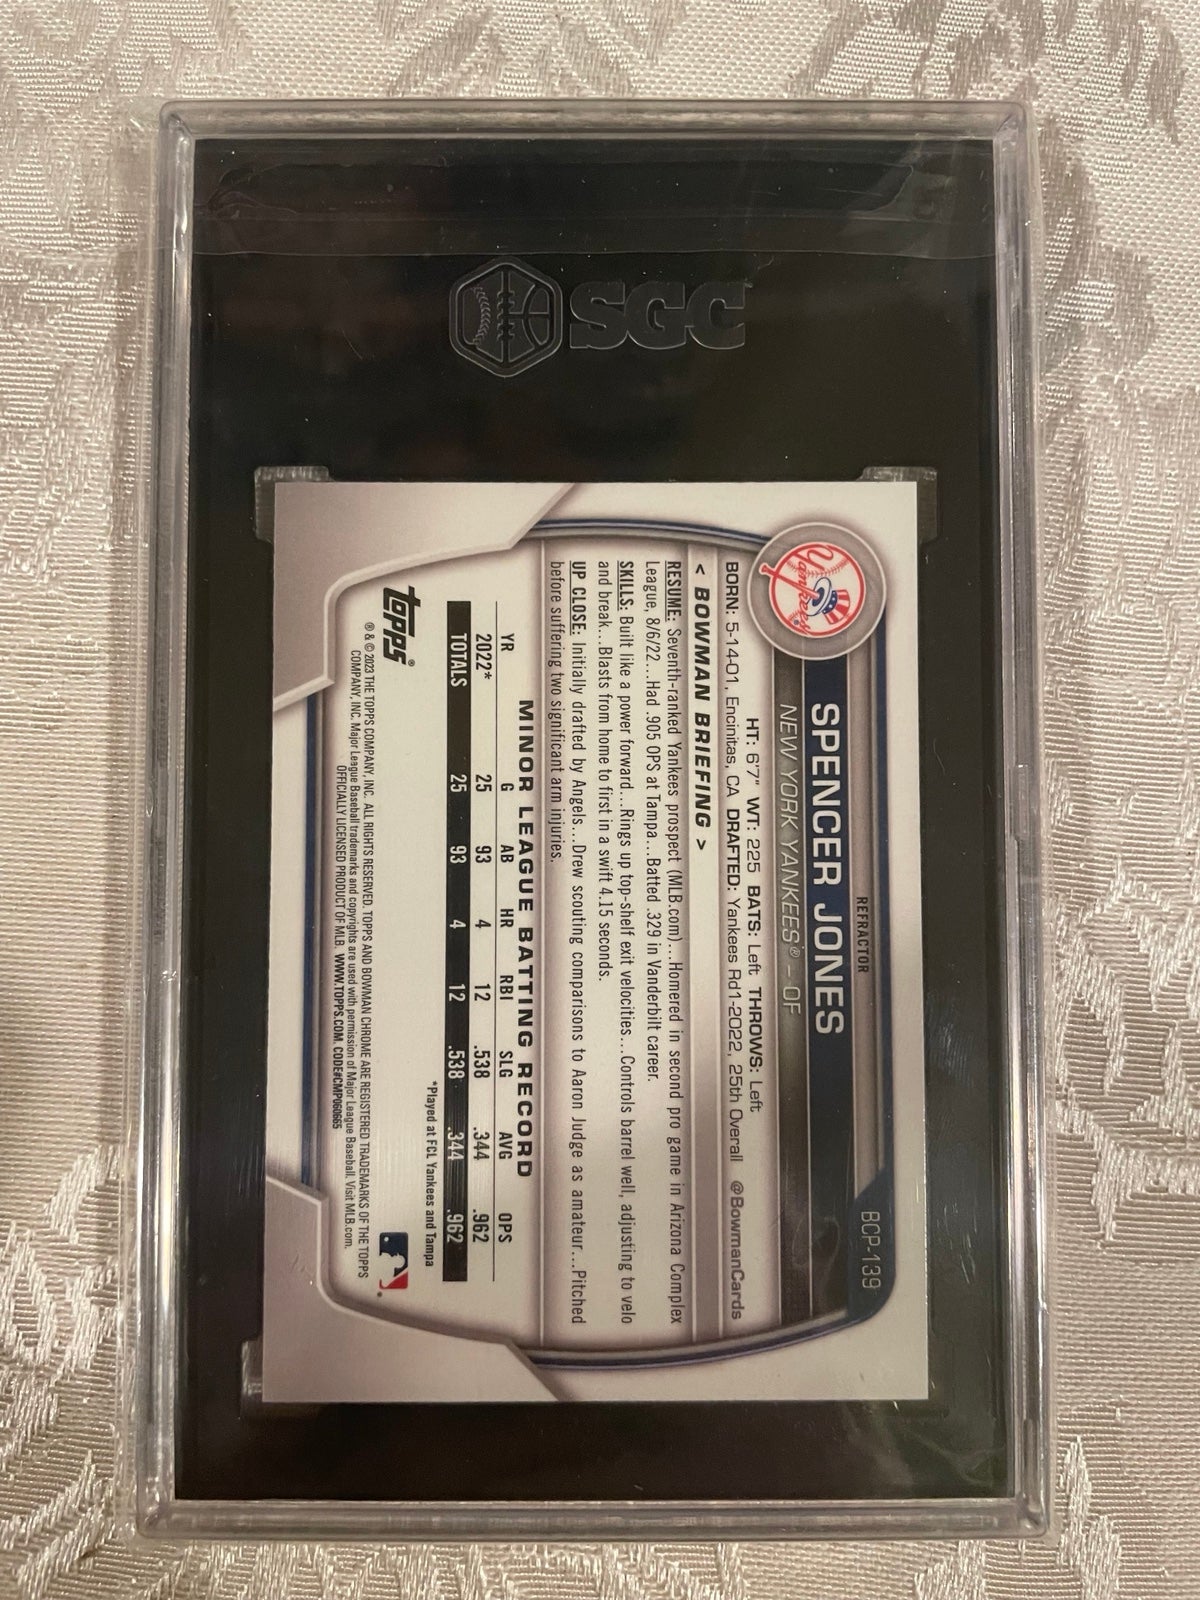 SGC
REFRACTOR
BCP-139
SPENCER JONES
NEW YORK YANKEES® – OF
Yankees
HT: 6'7" WT: 225 BATS: Left THROWS: Left
BORN: 5-14-01, Encinitas, CA DRAFTED: Yankees Rd1-2022, 25th Overall @BowmanCards
< BOWMAN BRIEFING >
RESUME: Seventh-ranked Yankees prospect (MLB.com)...Homered in second pro game in Arizona Complex
League, 8/6/22...Had .905 OPS at Tampa...Batted .329 in Vanderbilt career.
SKILLS: Built like a power forward...Rings up top-shelf exit velocities...Controls barrel well, adjusting to velo
and break...Blasts from home to first in a swift 4.15 seconds.
UP CLOSE: Initially drafted by Angels...Drew scouting comparisons to Aaron Judge as amateur...Pitched
before suffering two significant arm injuries.
MINOR LEAGUE BATTING RECORD
YR G AB HR RBI SLG AVG OPS
2022* 25 93 4 12 .538 .344 .962
TOTALS 25 93 4 12 .538 .344 .962
*Played at FCL Yankees and Tampa
topps®
® & © 2023 THE TOPPS COMPANY, INC. ALL RIGHTS RESERVED. TOPPS AND BOWMAN CHROME ARE REGISTERED TRADEMARKS OF THE TOPPS
COMPANY, INC. Major League Baseball trademarks and copyrights are used with permission of Major League Baseball. Visit MLB.com.
OFFICIALLY LICENSED PRODUCT OF MLB. WWW.TOPPS.COM. CODE#CMP060665